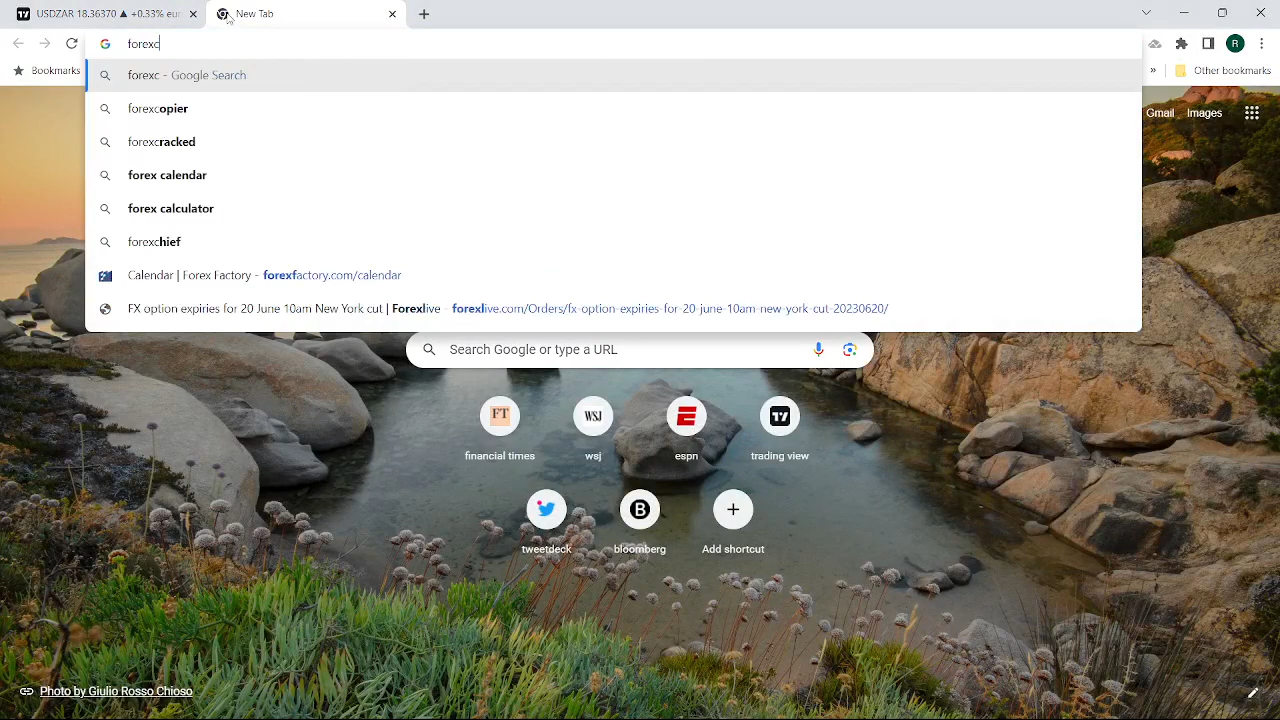 USDZAR 18.36370 ▲ +0.33% eur
New Tab
forexc
R
Bookmarks
»
Other bookmarks
forexc - Google Search
forexcopier
forexcracked
forex calendar
forex calculator
forexchief
Calendar | Forex Factory - forexfactory.com/calendar
FX option expiries for 20 June 10am New York cut | Forexlive - forexlive.com/Orders/fx-option-expiries-for-20-june-10am-new-york-cut-20230620/
Gmail Images
Search Google or type a URL
FT
WSJ
financial times
wsj
espn
trading view
B
tweetdeck
bloomberg
Add shortcut
Photo by Giulio Rosso Chioso